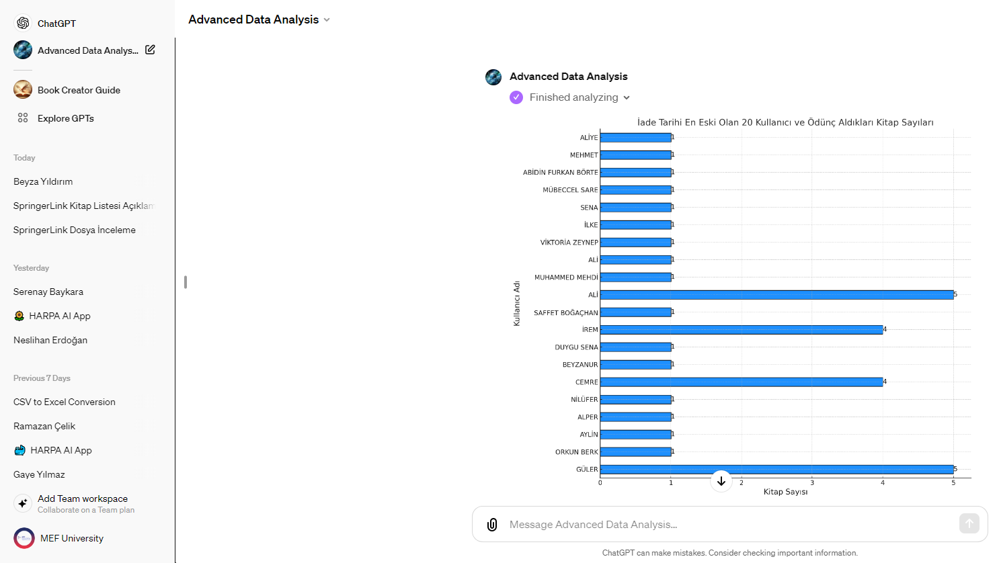 ChatGPT
Advanced Data Analys...
Book Creator Guide
Explore GPTs
Today
Beyza Yıldırım
SpringerLink Kitap Listesi Açıklam
SpringerLink Dosya İnceleme
Yesterday
Serenay Baykara
HARPA AI App
Neslihan Erdoğan
Previous 7 Days
CSV to Excel Conversion
Ramazan Çelik
HARPA AI App
Gaye Yılmaz
Add Team workspace
Collaborate on a Team plan
MEF University
Advanced Data Analysis
Advanced Data Analysis
Finished analyzing
İade Tarihi En Eski Olan 20 Kullanıcı ve Ödünç Aldıkları Kitap Sayıları
Kullanıcı Adı
ALİYE 1
MEHMET 1
ABİDİN FURKAN BÖRTE 1
MÜBECCEL SARE 1
SENA 1
İLKE 1
VİKTORİA ZEYNEP 1
ALİ 1
MUHAMMED MEHDİ 1
ALİ 5
SAFFET BOĞAÇHAN 1
İREM 4
DUYGU SENA 1
BEYZANUR 1
CEMRE 4
NİLÜFER 1
ALPER 1
AYLİN 1
ORKUN BERK 1
GÜLER 5
0 1 2 3 4 5
Kitap Sayısı
Message Advanced Data Analysis...
ChatGPT can make mistakes. Consider checking important information.